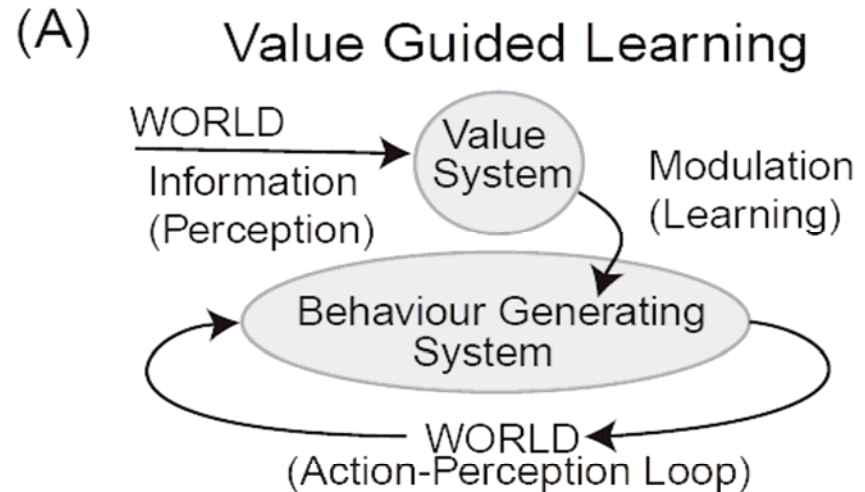 (A) Value Guided Learning
WORLD
Information
(Perception)
Value
System
Modulation
(Learning)
Behaviour Generating
System
WORLD
(Action-Perception Loop)